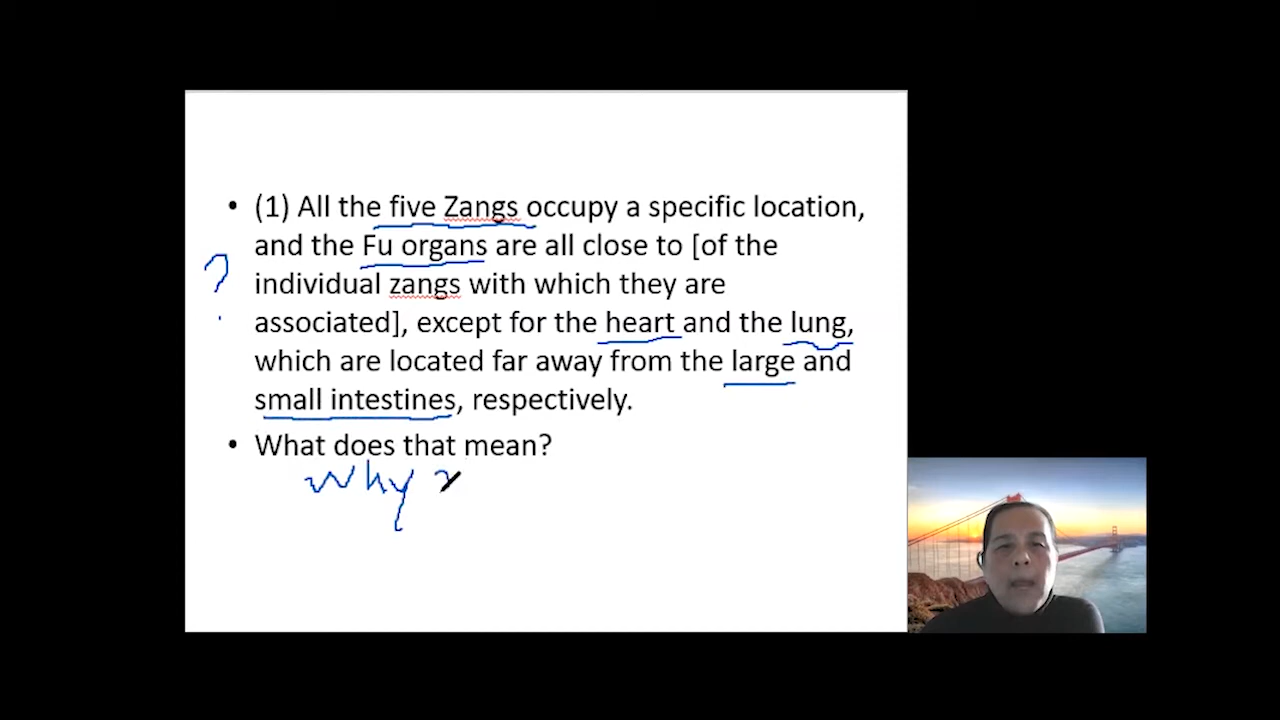 • (1) All the five Zangs occupy a specific location,
and the Fu organs are all close to [of the
individual zangs with which they are
associated], except for the heart and the lung,
which are located far away from the large and
small intestines, respectively.
• What does that mean?
Why
?